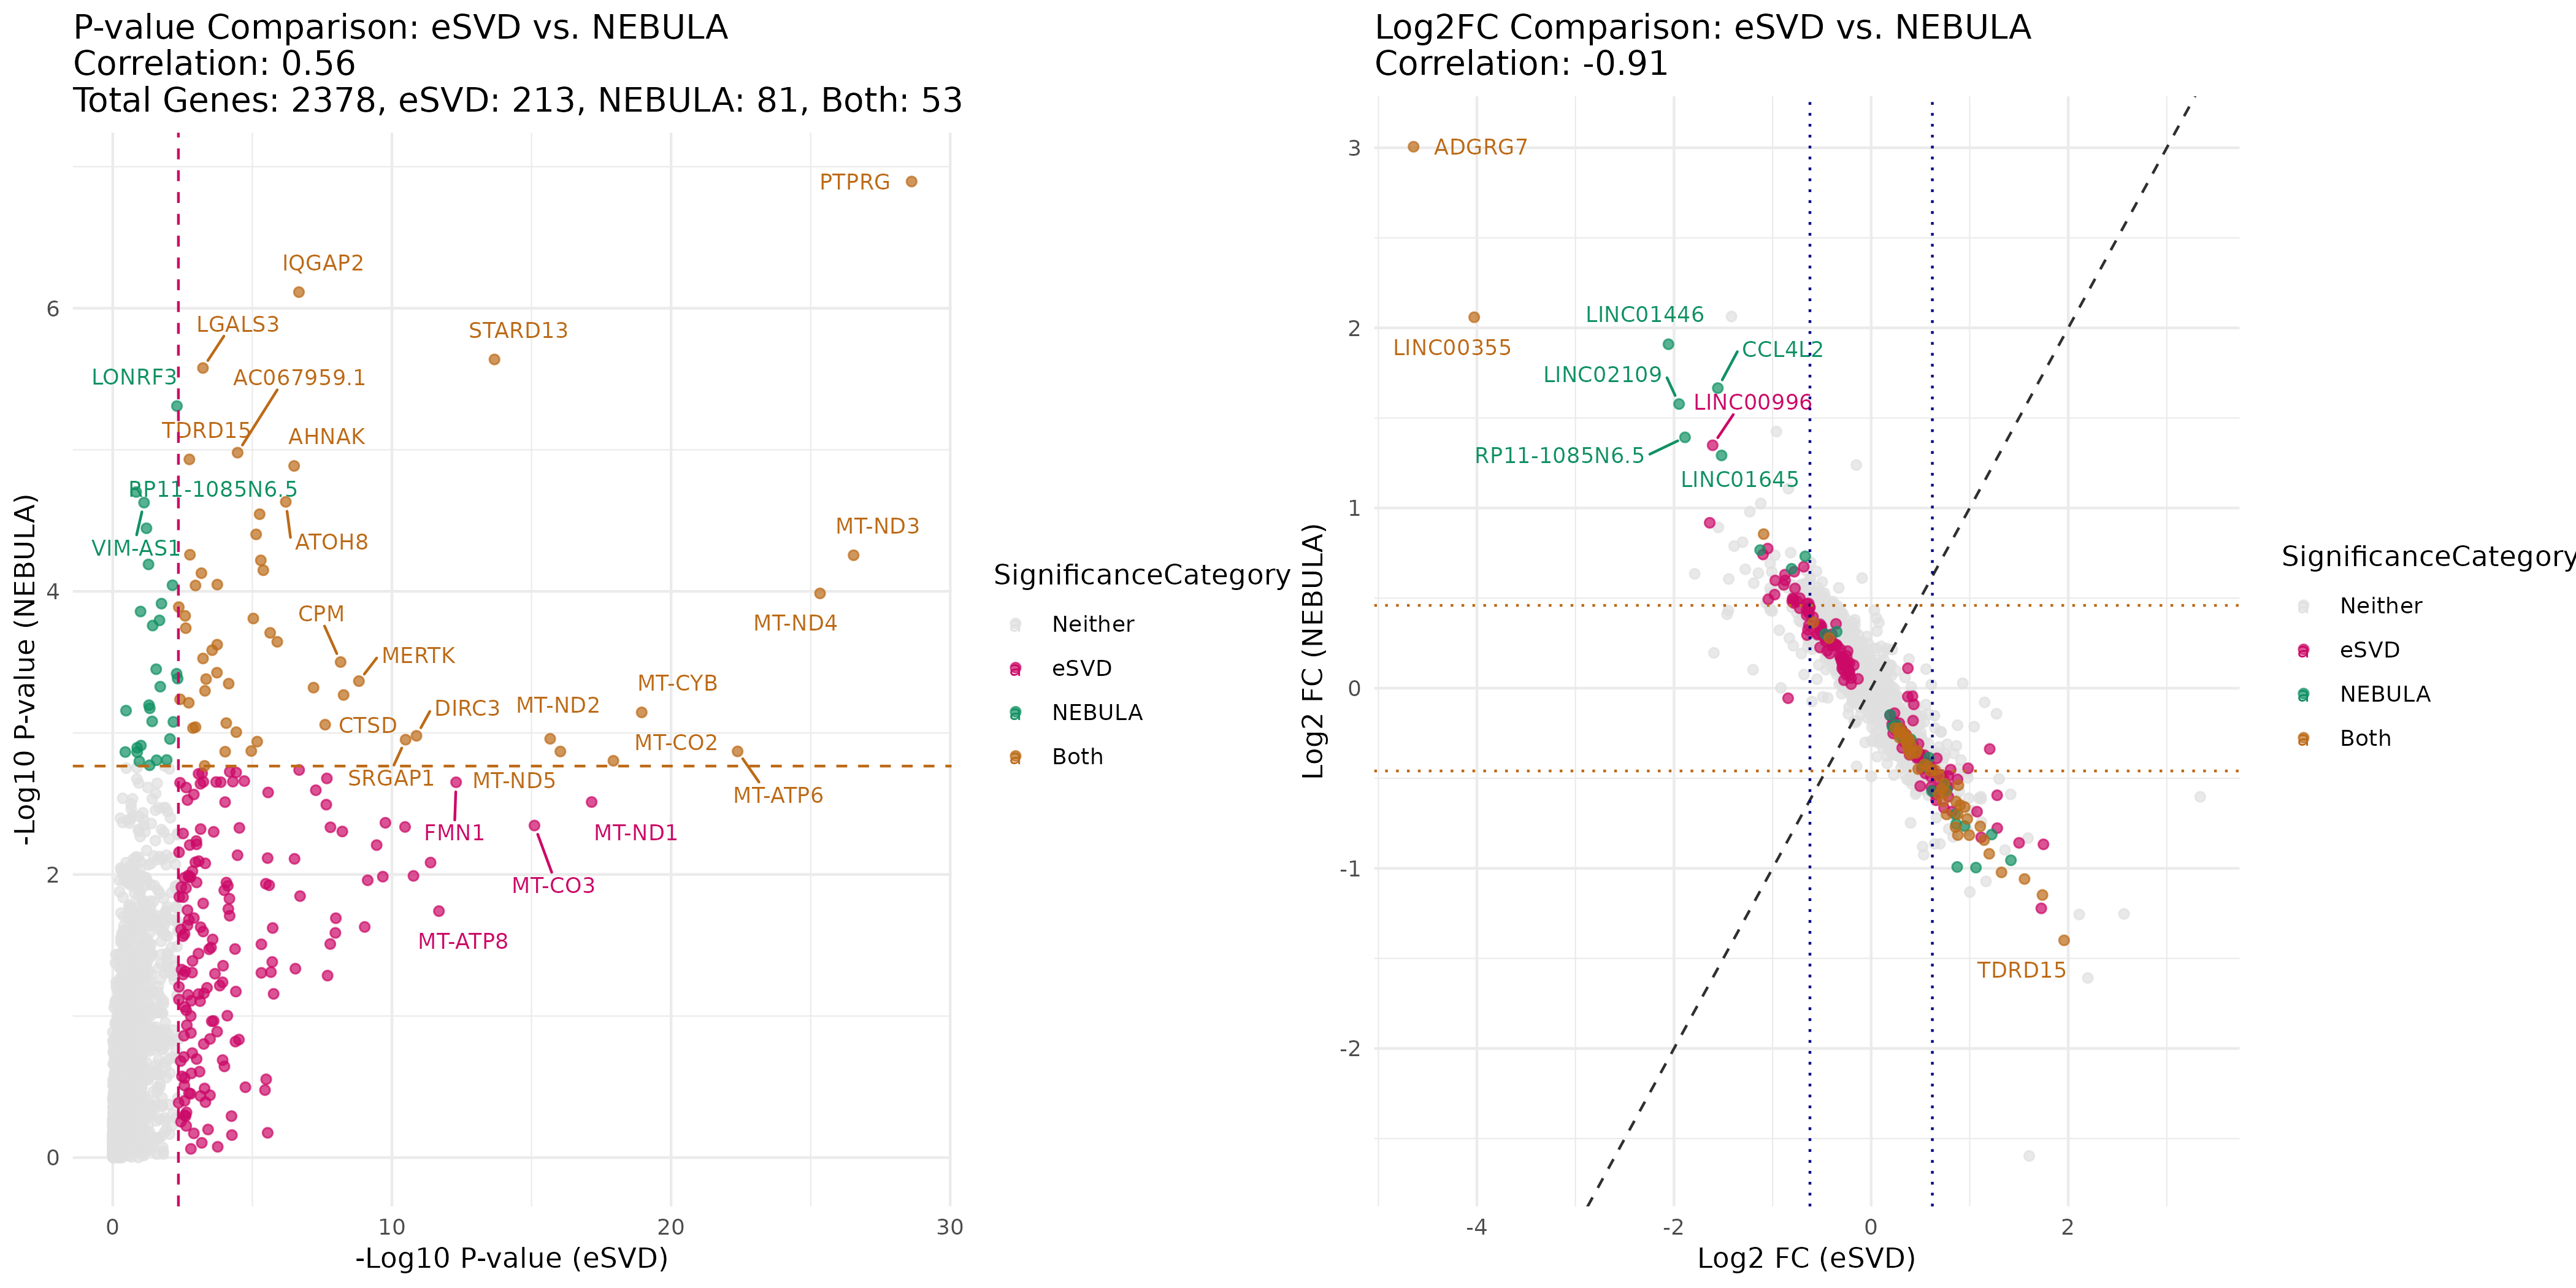 P-value Comparison: eSVD vs. NEBULA
Correlation: 0.56
Total Genes: 2378, eSVD: 213, NEBULA: 81, Both: 53
PTPRG
IQGAP2
LGALS3
STARD13
LONRF3
AC067959.1
TDRD15
AHNAK
RP11-1085N6.5
MT-ND3
ATOH8
VIM-AS1
CPM
MT-ND4
MERTK
MT-CYB
DIRC3
MT-ND2
CTSD
MT-CO2
SRGAP1
MT-ND5
MT-ATP6
FMN1
MT-ND1
MT-CO3
MT-ATP8
6
4
2
0
0
10
20
30
-Log10 P-value (NEBULA)
-Log10 P-value (eSVD)
SignificanceCategory
Neither
eSVD
NEBULA
Both
Log2FC Comparison: eSVD vs. NEBULA
Correlation: -0.91
ADGRG7
LINC01446
LINC00355
CCL4L2
LINC02109
LINC00996
RP11-1085N6.5
LINC01645
TDRD15
3
2
1
0
-1
-2
-4
-2
0
2
Log2 FC (NEBULA)
Log2 FC (eSVD)
SignificanceCategory
Neither
eSVD
NEBULA
Both